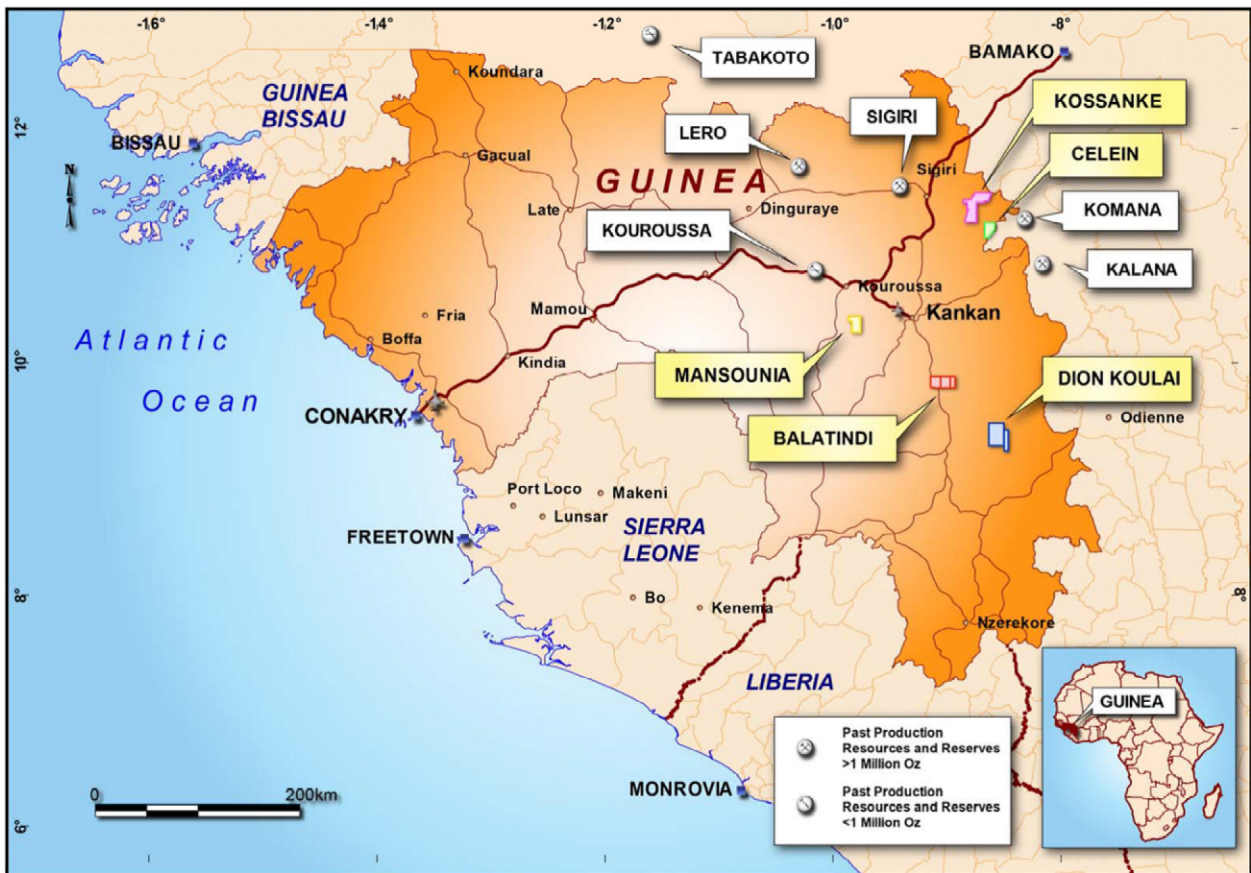 -16°
-14°
-12°
-10°
-8°
TABAKOTO
BAMAKO
Koundara
GUINEA
BISSAU
KOSSANKE
SIGIRI
LERO
12°
BISSAU
CELEIN
N
Gacual
GUINEA
Sigiri
Late
Dinguraye
KOMANA
KOUROUSSA
KALANA
Kouroussa
Mamou
Fria
Kankan
Atlantic
Ocean
Boffa
Kindia
10°
MANSOUNIA
DION KOULAI
CONAKRY
Odienne
BALATINDI
Port Loco
Makeni
Lunsar
SIERRA
LEONE
FREETOWN
8°
8°
Bo
Kenema
Nzerekore
LIBERIA
GUINEA
Past Production
Resources and Reserves
>1 Million Oz
Past Production
Resources and Reserves
<1 Million Oz
0
200km
MONROVIA
6°
-16°
-14°
-12°